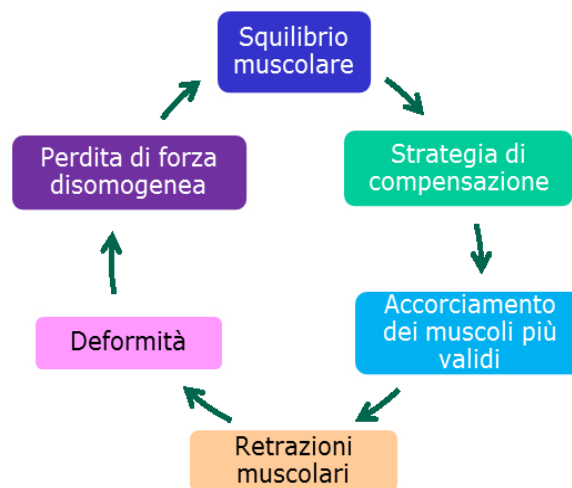 Squilibrio
muscolare
Strategia di
compensazione
Accorciamento
dei muscoli più
validi
Retrazioni
muscolari
Deformità
Perdita di forza
disomogenea